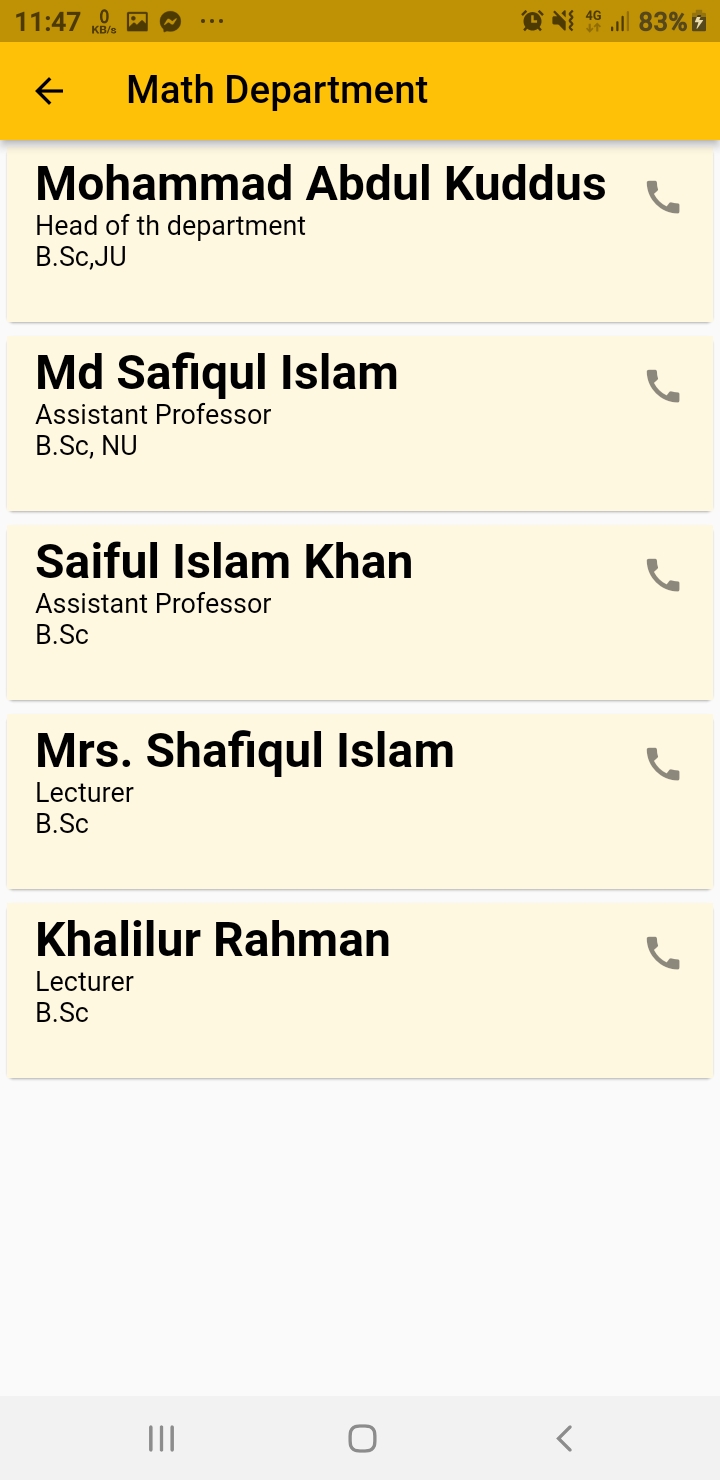 11:47 0 KB/s ... 4G 83%
Math Department
Mohammad Abdul Kuddus
Head of th department
B.Sc,JU
Md Safiqul Islam
Assistant Professor
B.Sc, NU
Saiful Islam Khan
Assistant Professor
B.Sc
Mrs. Shafiqul Islam
Lecturer
B.Sc
Khalilur Rahman
Lecturer
B.Sc